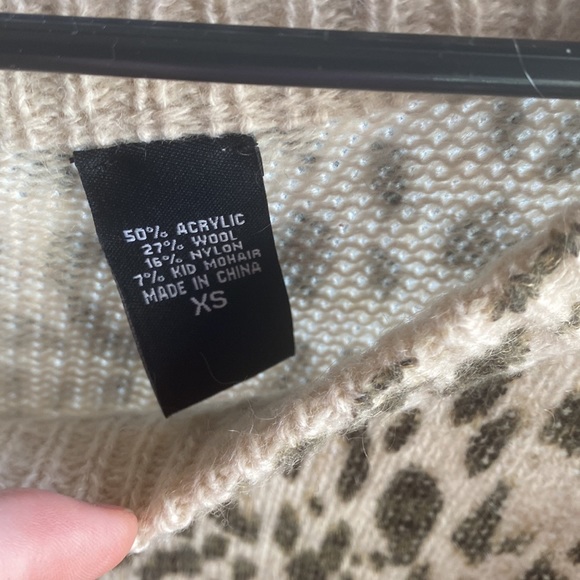 50% ACRYLIC
27% WOOL
16% NYLON
7% KID MOHAIR
MADE IN CHINA
XS